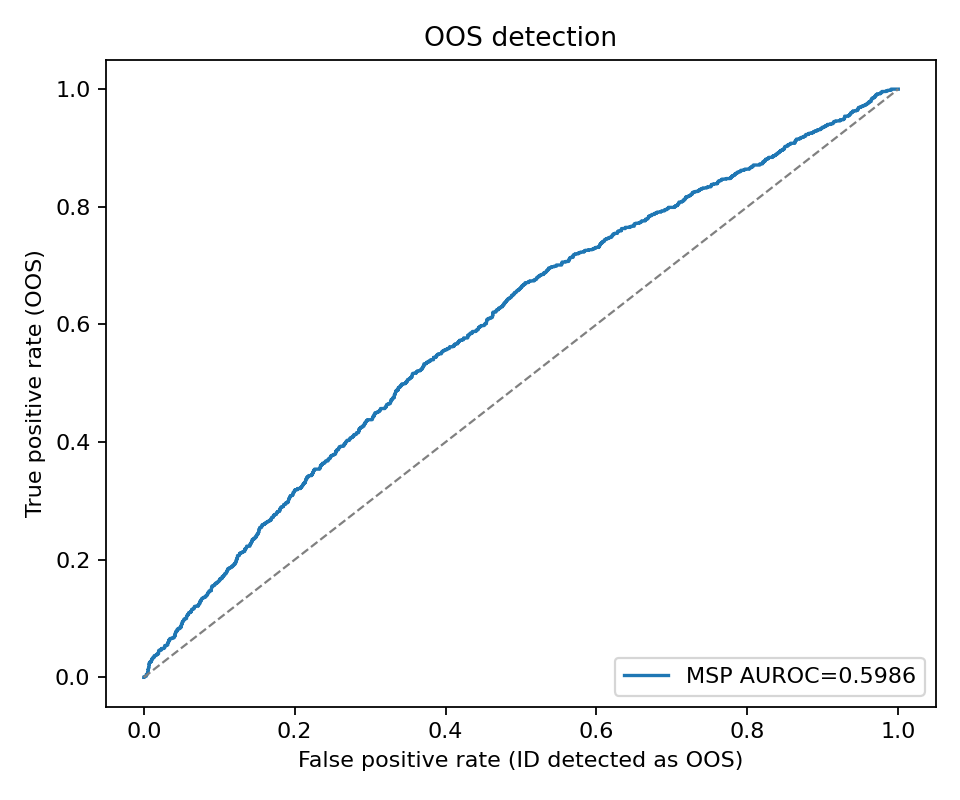 OOS detection
True positive rate (OOS)
1.0
0.8
0.6
0.4
0.2
0.0
MSP AUROC=0.5986
0.0 0.2 0.4 0.6 0.8 1.0
False positive rate (ID detected as OOS)